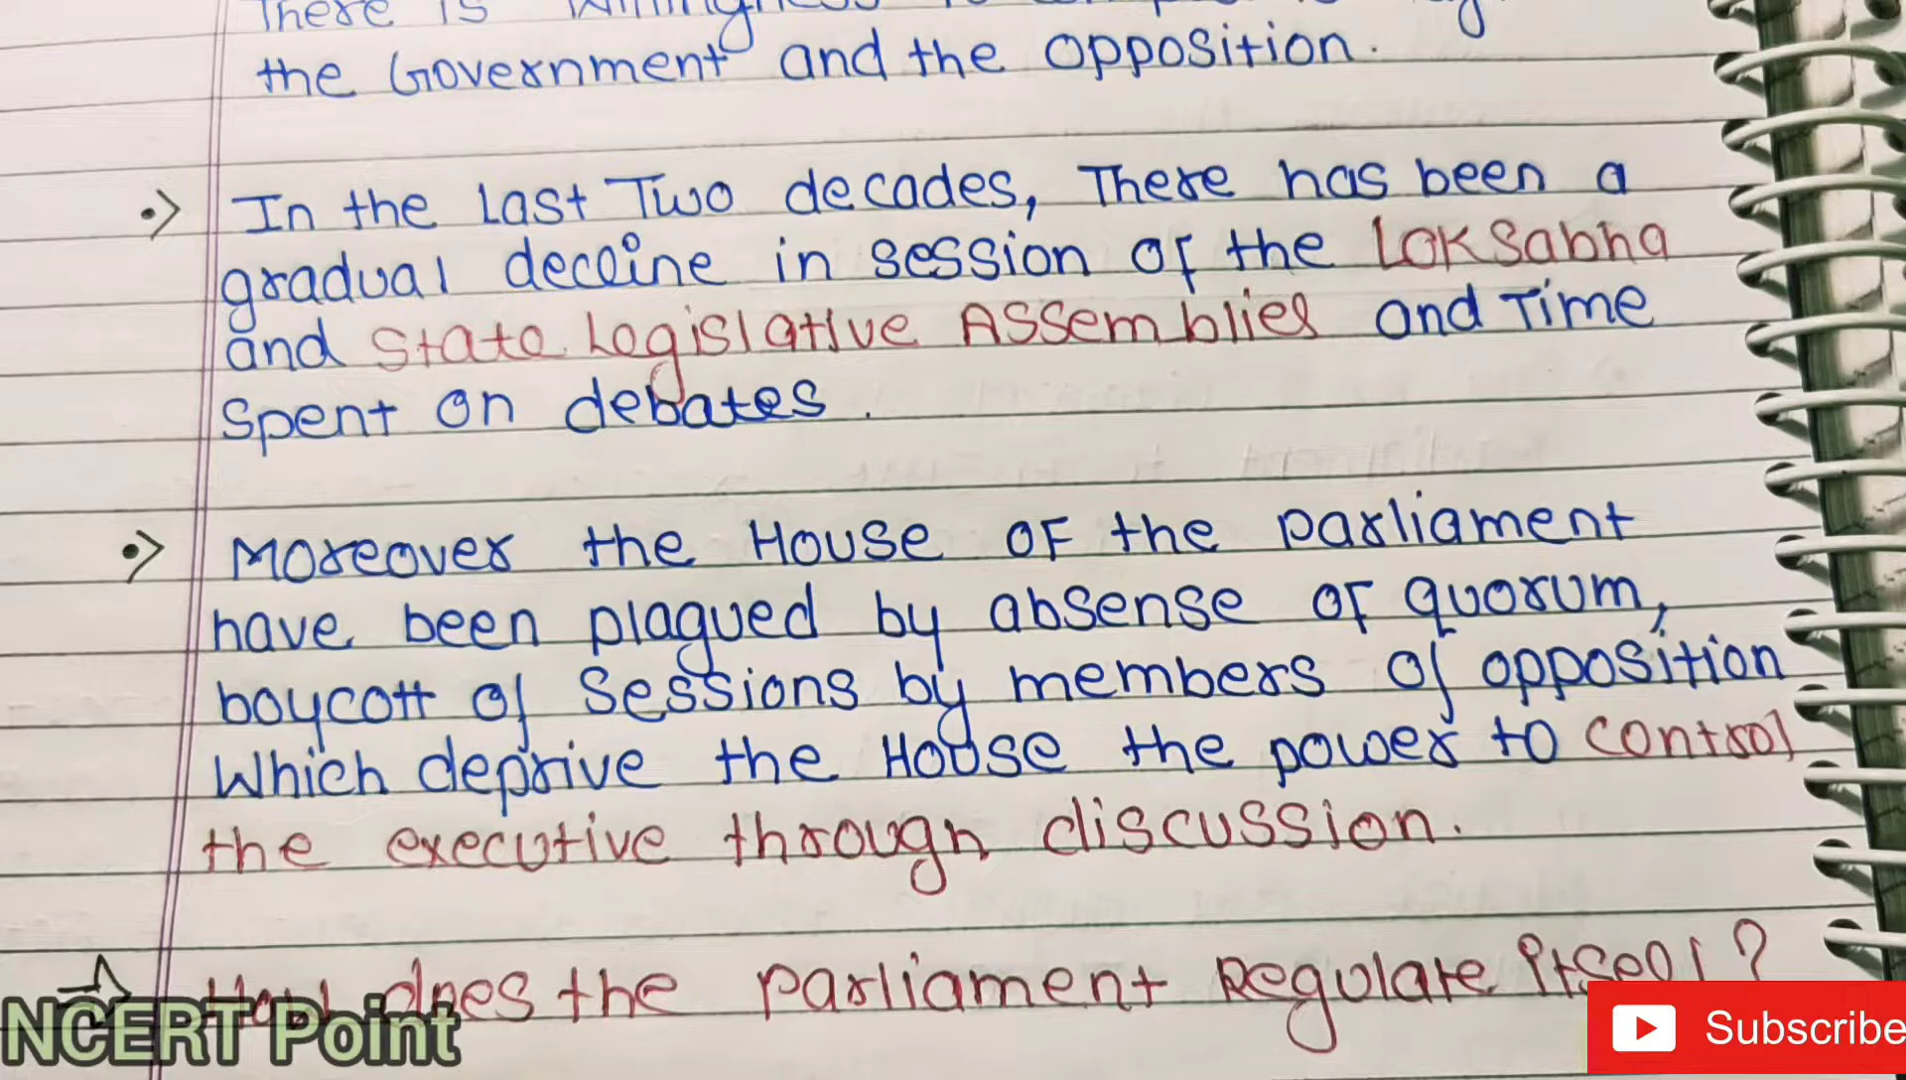 There is
the Government and the opposition.
·> In the Last Two decades, There has been a
gradual decline in session of the Loksabha
and State Legislative Assemblies and Time
Spent on debates.
·> Moreover the House of the parliament
have been plagued by absense of quorum,
boycott of Sessions by members of opposition
Which deprive the House the power to control
the executive through discussion.
⇒ How does the parliament Regulate itself?
NCERT Point
Subscribe